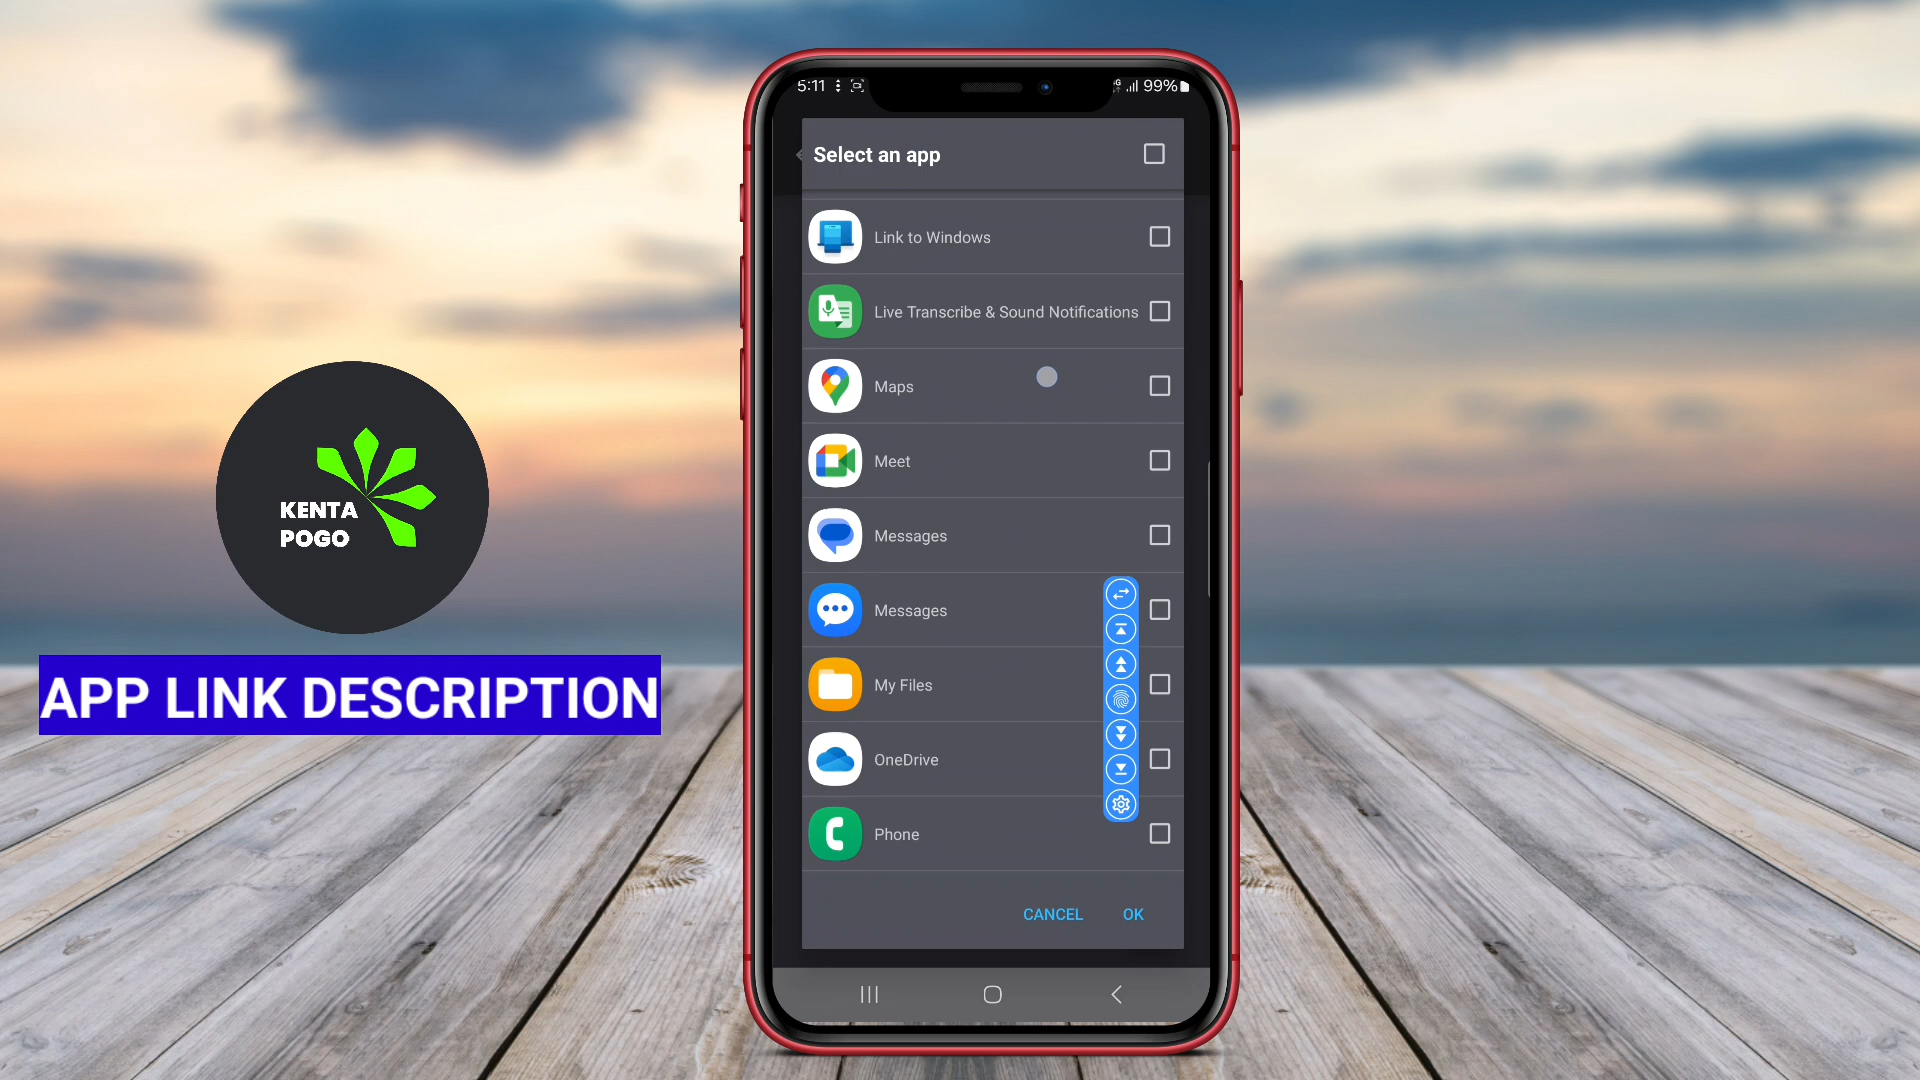 5:11
99%
Select an app
Link to Windows
Live Transcribe & Sound Notifications
Maps
Meet
Messages
Messages
My Files
OneDrive
Phone
CANCEL OK
KENTA
POGO
APP LINK DESCRIPTION